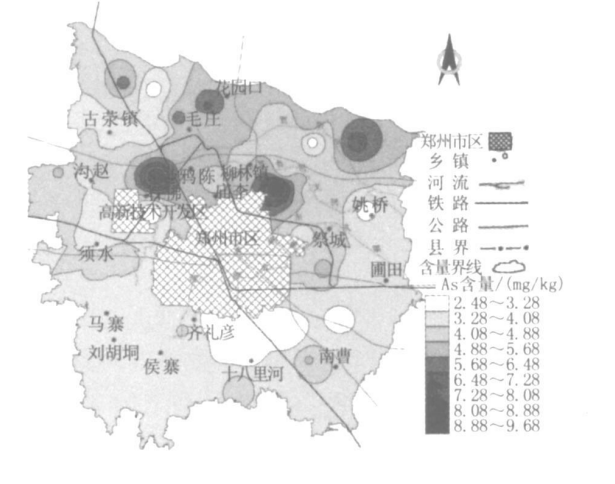 花园口
古荥镇
毛庄
沟赵
柳林镇
高新技术开发区
姚桥
郑州市区
祭城
须水
圃田
马寨
齐礼彦
刘胡垌
侯寨
南曹
十八里河
郑州市区
乡 镇
河 流
铁 路
公 路
县 界
含量界线
As含量/(mg/kg)
2.48～3.28
3.28～4.08
4.08～4.88
4.88～5.68
5.68～6.48
6.48～7.28
7.28～8.08
8.08～8.88
8.88～9.68